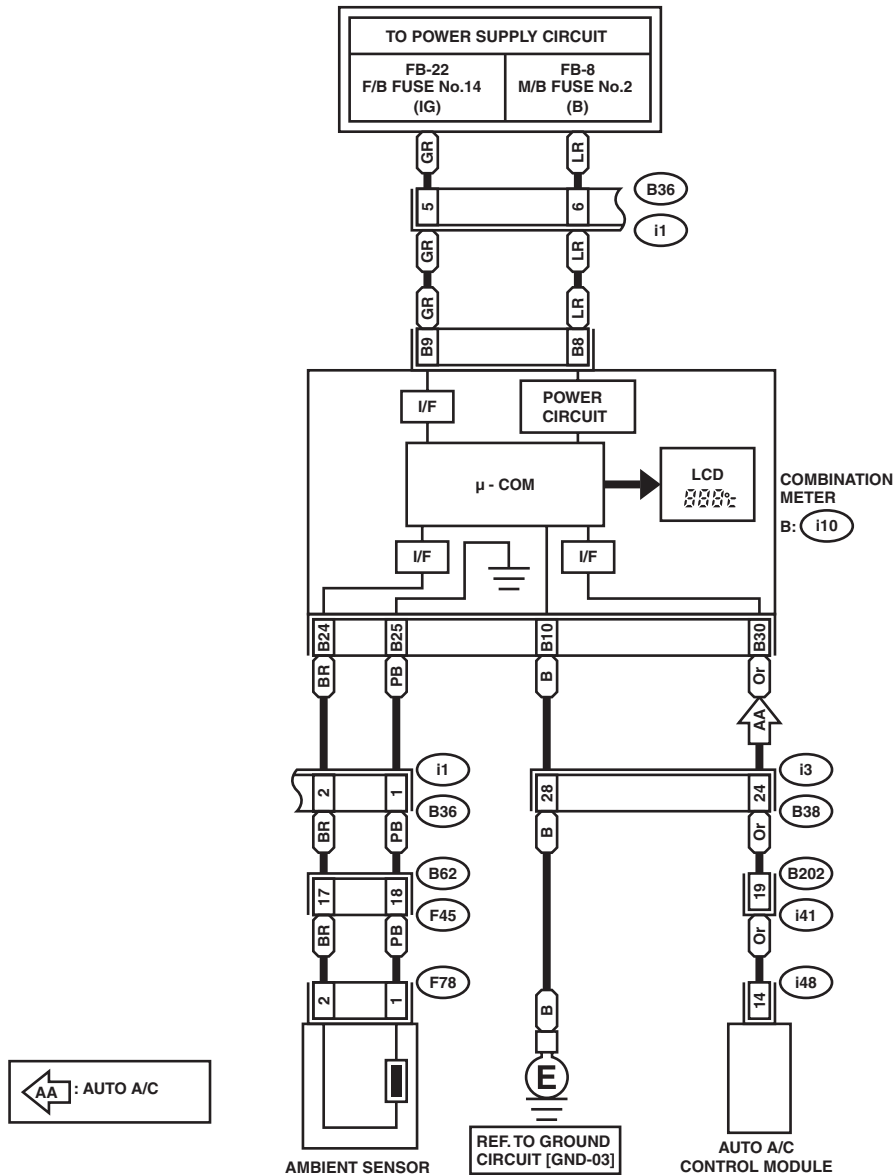 TO POWER SUPPLY CIRCUIT
FB-22
F/B FUSE No.14
(IG)
FB-8
M/B FUSE No.2
(B)
GR
LR
5
6
B36
i1
GR
LR
GR
LR
B9
B8
I/F
POWER
CIRCUIT
µ - COM
LCD
888°C
COMBINATION
METER
B: i10
I/F
I/F
B24
B25
B10
B30
BR
PB
B
Or
AA
2
1
i1
B36
28
24
i3
B38
BR
PB
B
Or
17
18
B62
F45
19
B202
i41
BR
PB
Or
2
1
F78
B
14
i48
E
AA : AUTO A/C
AMBIENT SENSOR
REF. TO GROUND
CIRCUIT [GND-03]
AUTO A/C
CONTROL MODULE